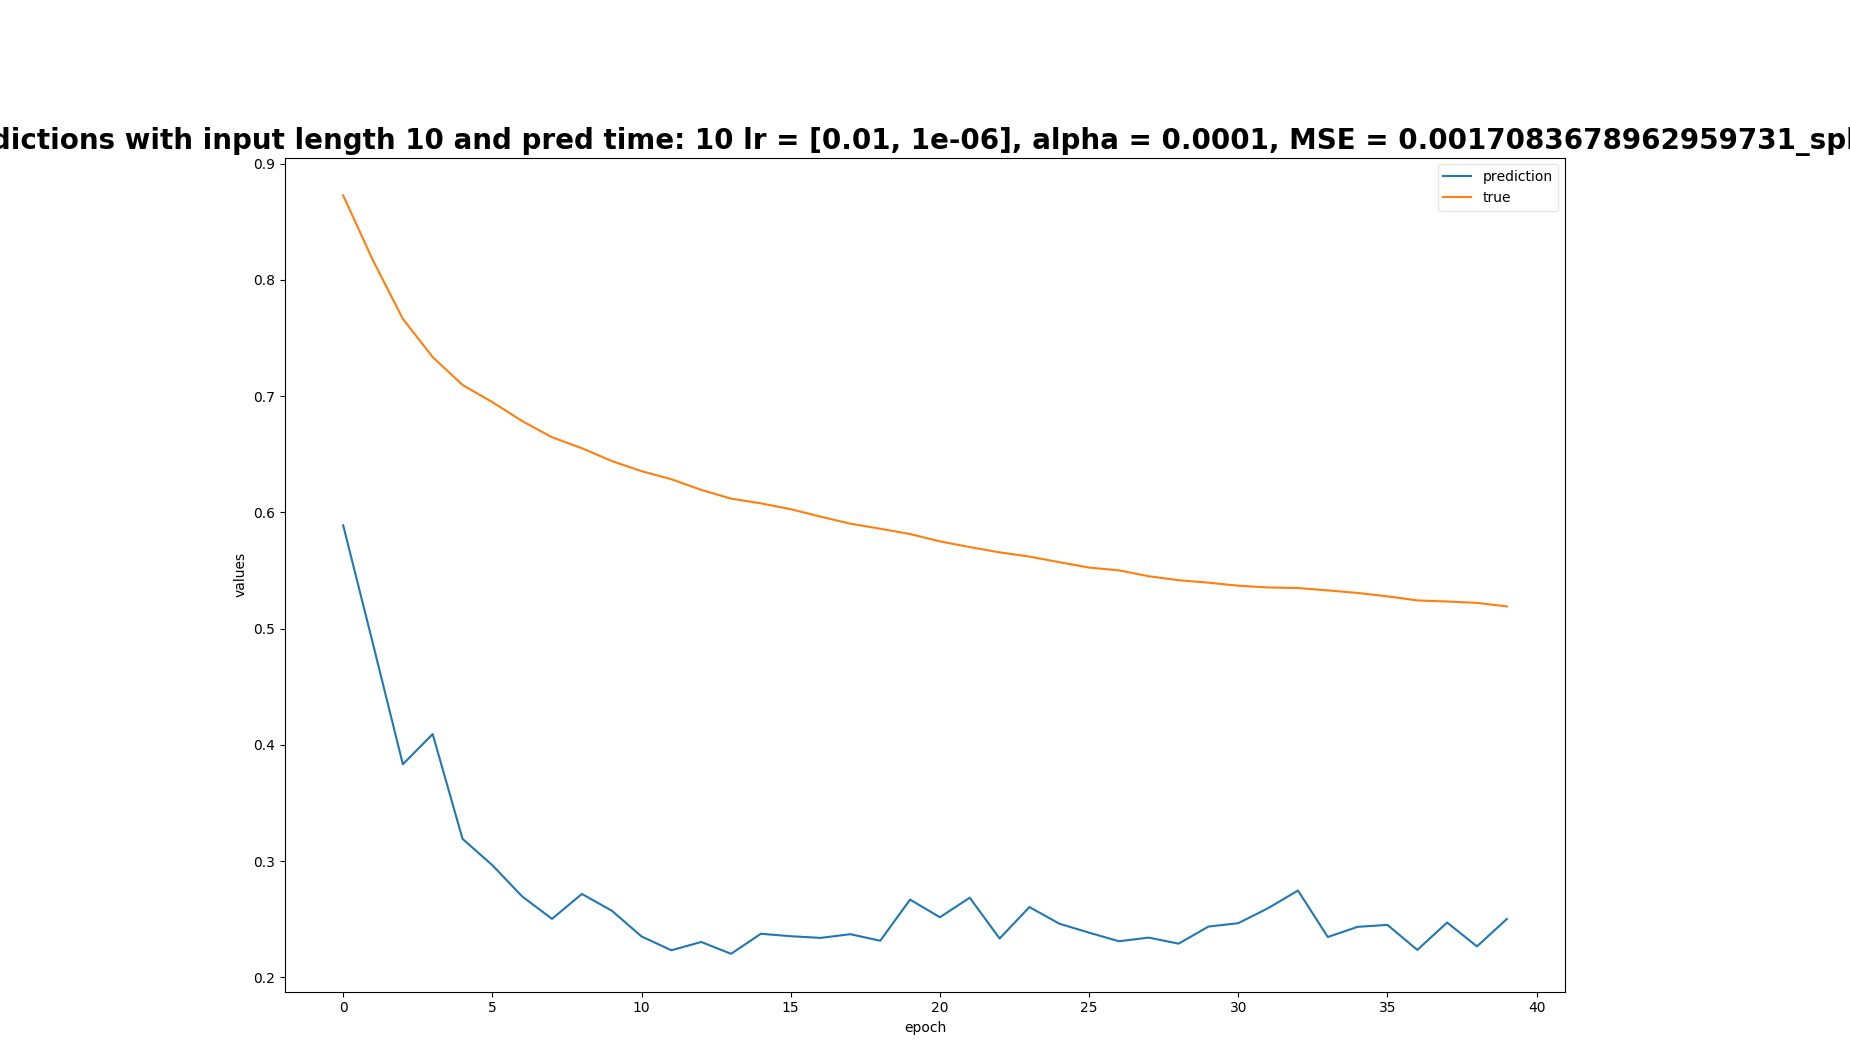 with input length 10 and pred time: 10 lr = [0.01, 1e-06], alpha = 0.0001, MSE = 0.0017083678962959731_spl
prediction
true
0.9
0.8
0.7
0.6
0.5
0.4
0.3
0.2
values
0 5 10 15 20 25 30 35 40
epoch